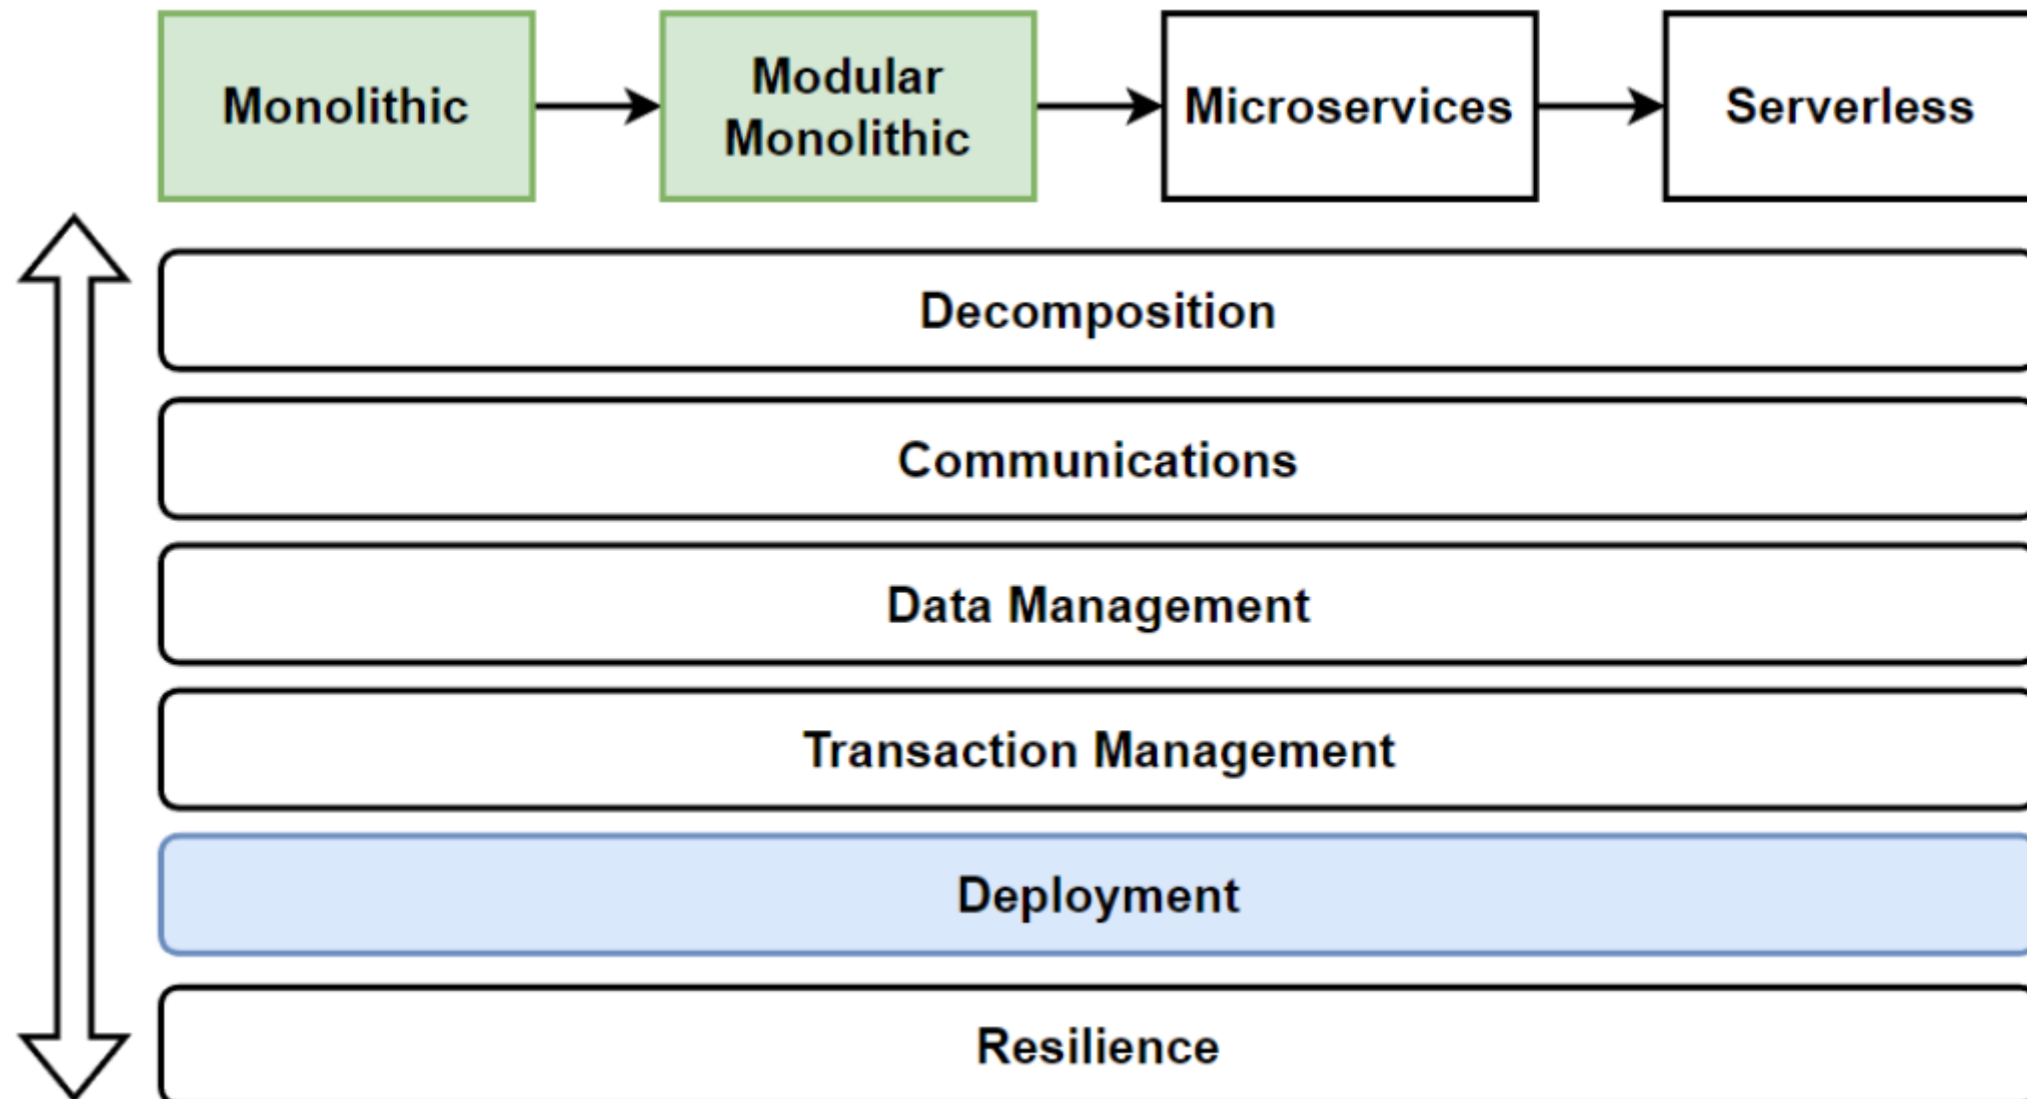 Monolithic
Modular
Monolithic
Microservices
Serverless
Decomposition
Communications
Data Management
Transaction Management
Deployment
Resilience